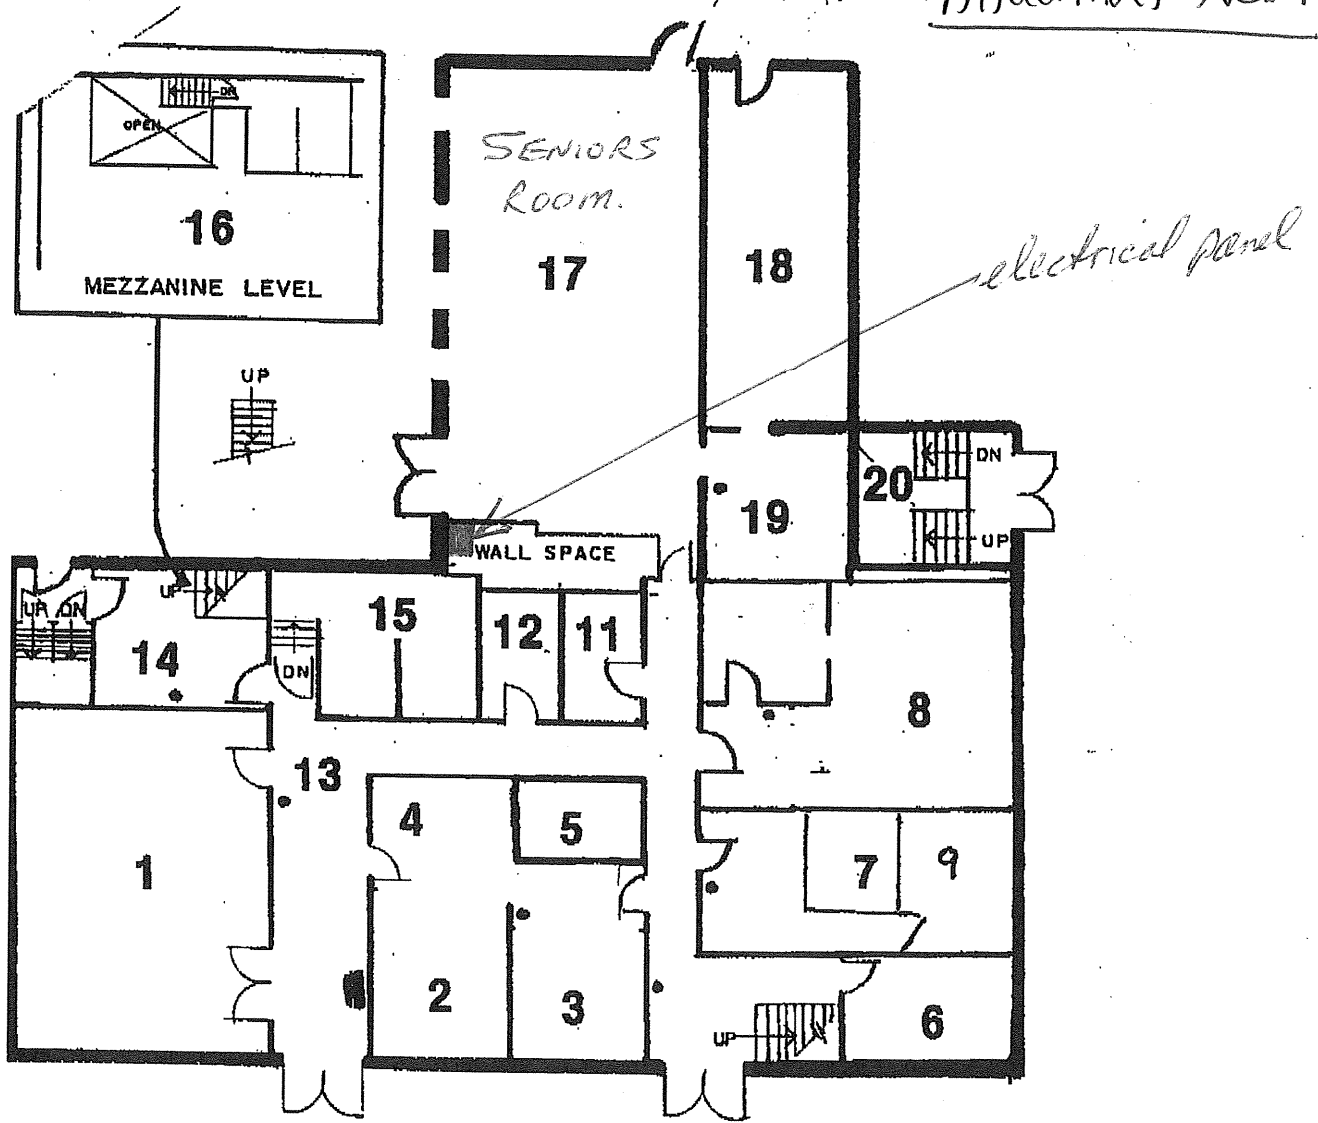 DN
OPEN
16
MEZZANINE LEVEL
SENIORS
ROOM.
17
18
electrical panel
UP
DN
20
19
UP
WALL SPACE
UP DN
UP
14
DN
15
12
11
8
13
4
5
1
7
9
2
3
6
UP